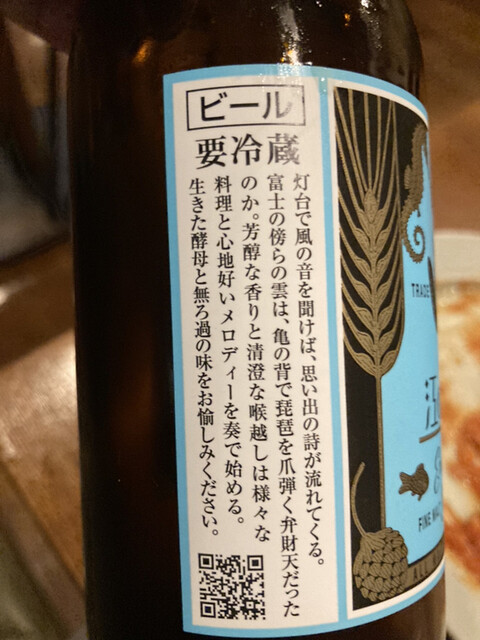 ビール
要冷蔵
灯台で風の音を聞けば、思い出の詩が流れてくる。
富士の傍らの雲は、亀の背で琵琶を爪弾く弁財天だった
のか。芳醇な香りと清澄な喉越しは様々な
料理と心地好いメロディーを奏で始める。
生きた酵母と無ろ過の味をお愉しみください。
TRADE
江
FINE